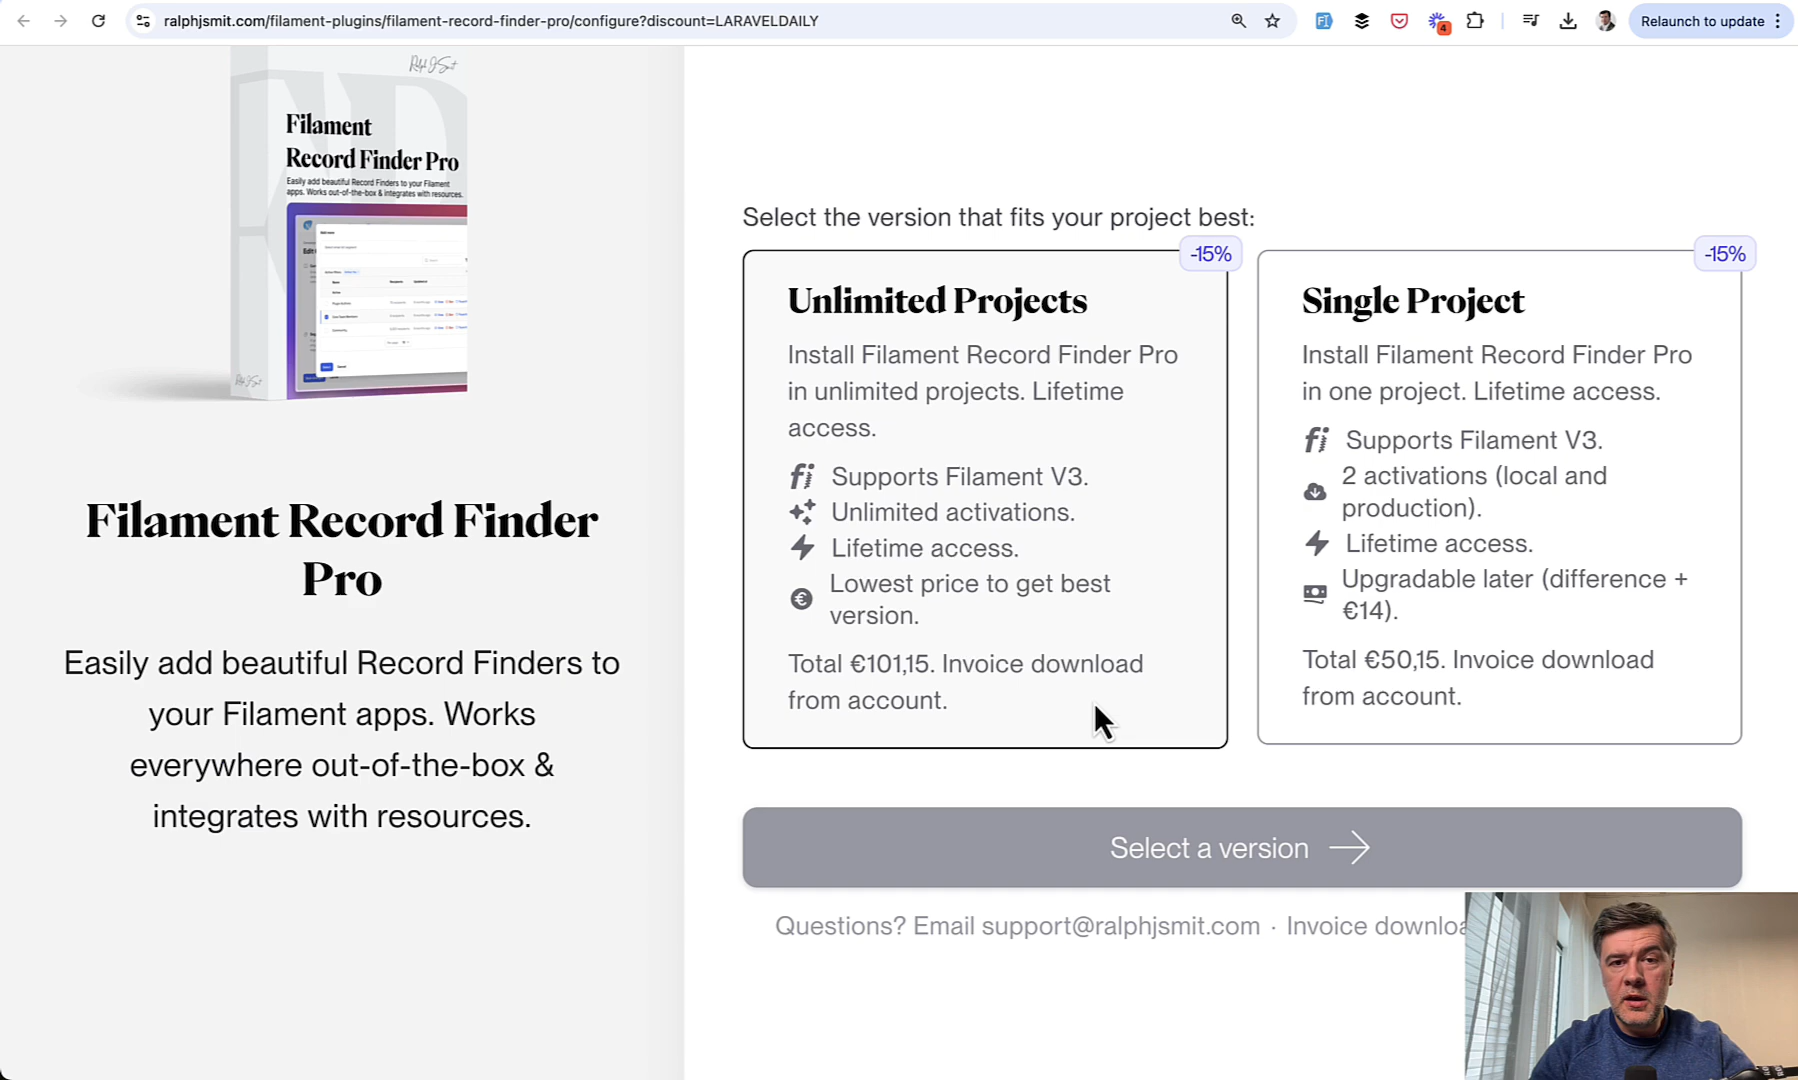 ralphjsmit.com/filament-plugins/filament-record-finder-pro/configure?discount=LARAVELDAILY
4
Relaunch to update
Ralph J Smit
Filament
Record Finder Pro
Easily add beautiful Record Finders to your Filament
apps. Works out-of-the-box & integrates with resources.
Filament Record Finder
Pro
Easily add beautiful Record Finders to
your Filament apps. Works
everywhere out-of-the-box &
integrates with resources.
Select the version that fits your project best:
-15%
Unlimited Projects
Install Filament Record Finder Pro
in unlimited projects. Lifetime
access.
Supports Filament V3.
Unlimited activations.
Lifetime access.
Lowest price to get best
version.
Total €101,15. Invoice download
from account.
-15%
Single Project
Install Filament Record Finder Pro
in one project. Lifetime access.
Supports Filament V3.
2 activations (local and
production).
Lifetime access.
Upgradable later (difference +
€14).
Total €50,15. Invoice download
from account.
Select a version
Questions? Email support@ralphjsmit.com · Invoice downloa